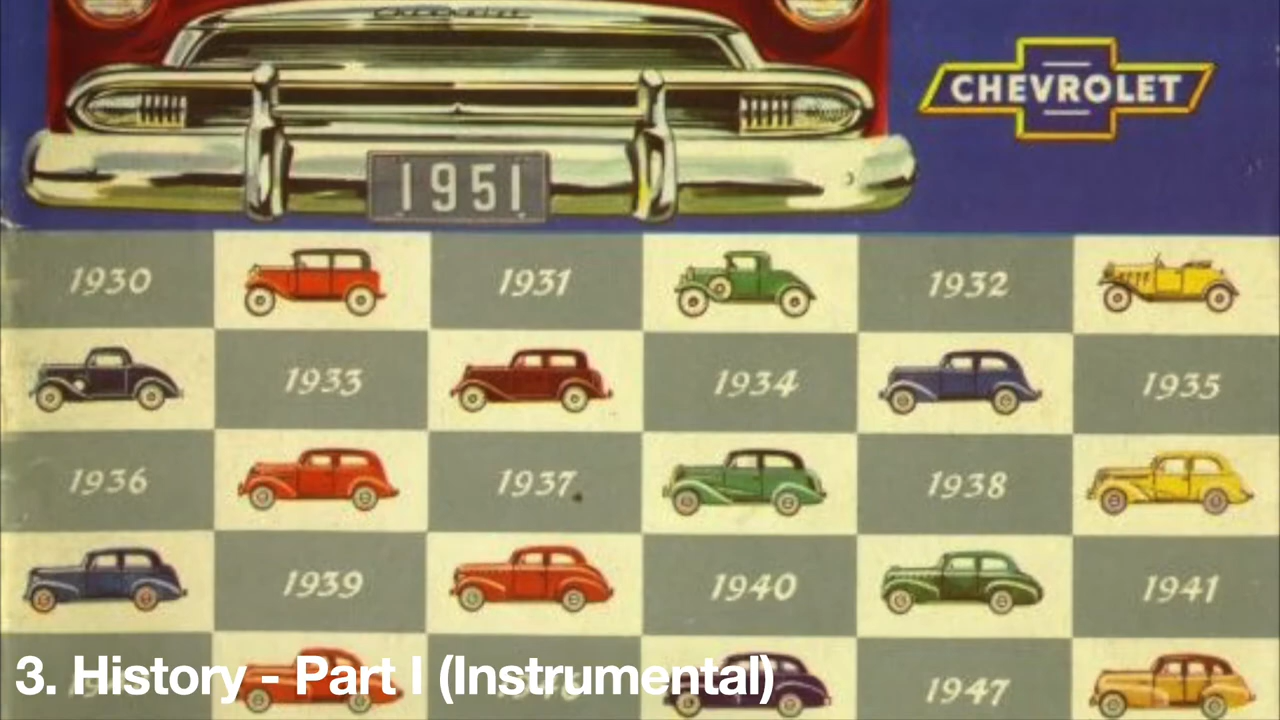 Chevrolet
CHEVROLET
1951
1930 1931 1932
1933 1934 1935
1936 1937 1938
1939 1940 1941
1947
3. History - Part I (Instrumental)